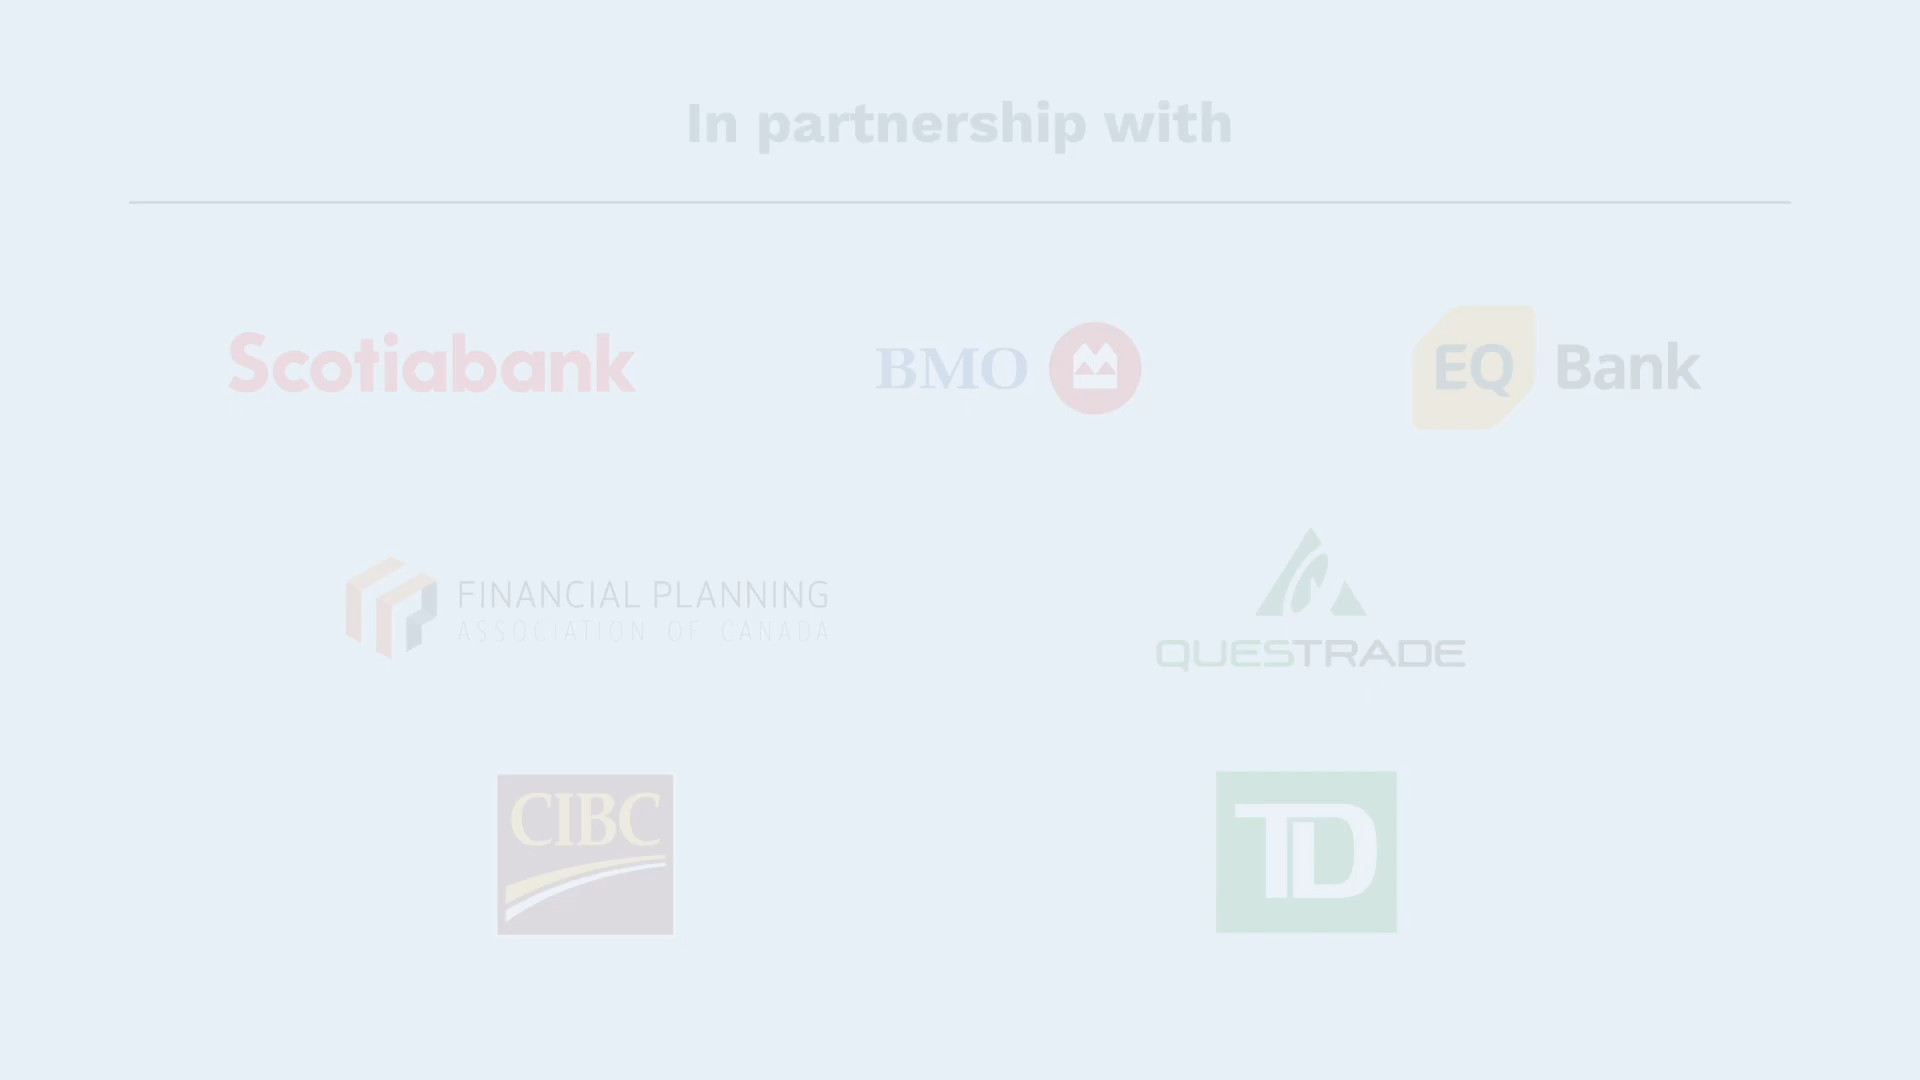 In partnership with
Scotiabank
BMO
EQ Bank
FINANCIAL PLANNING
ASSOCIATION OF CANADA
QUESTRADE
CIBC
TD